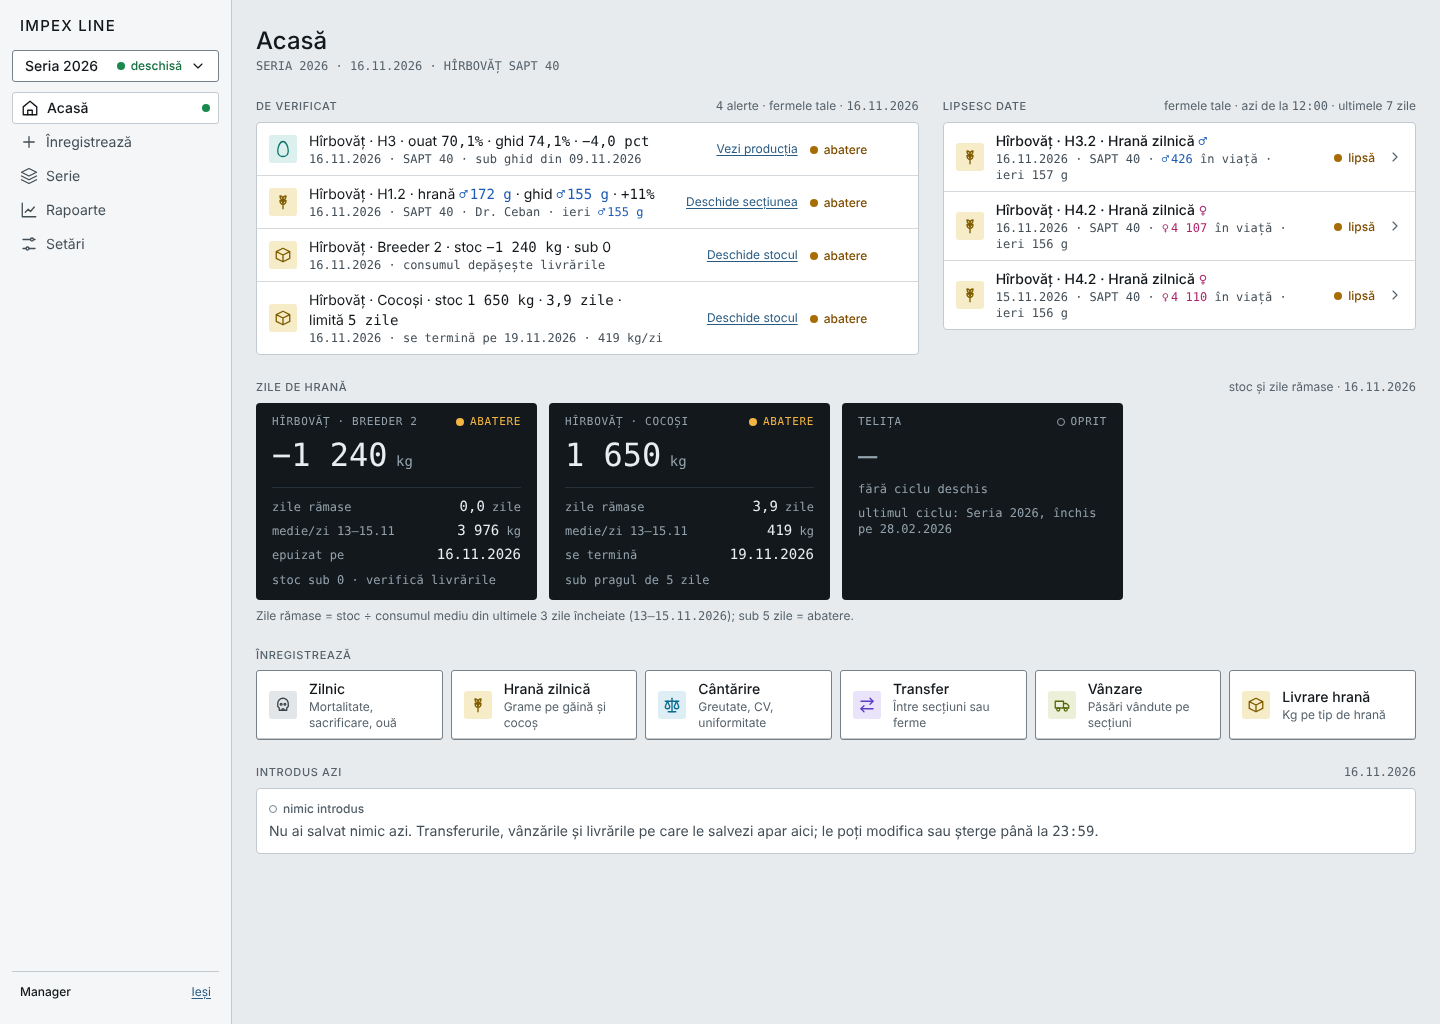 IMPEX LINE
Seria 2026 deschisă
Acasă
Înregistrează
Serie
Rapoarte
Setări
Manager Ieși
Acasă
SERIA 2026 · 16.11.2026 · HÎRBOVĂȚ SAPT 40
DE VERIFICAT 4 alerte · fermele tale · 16.11.2026
Hîrbovăț · H3 · ouat 70,1% · ghid 74,1% · −4,0 pct
16.11.2026 · SAPT 40 · sub ghid din 09.11.2026
Vezi producția abatere
Hîrbovăț · H1.2 · hrană ♂172 g · ghid ♂155 g · +11%
16.11.2026 · SAPT 40 · Dr. Ceban · ieri ♂155 g
Deschide secțiunea abatere
Hîrbovăț · Breeder 2 · stoc −1 240 kg · sub 0
16.11.2026 · consumul depășește livrările
Deschide stocul abatere
Hîrbovăț · Cocoși · stoc 1 650 kg · 3,9 zile ·
limită 5 zile
16.11.2026 · se termină pe 19.11.2026 · 419 kg/zi
Deschide stocul abatere
LIPSESC DATE fermele tale · azi de la 12:00 · ultimele 7 zile
Hîrbovăț · H3.2 · Hrană zilnică ♂
16.11.2026 · SAPT 40 · ♂426 în viață ·
ieri 157 g
lipsă
Hîrbovăț · H4.2 · Hrană zilnică ♀
16.11.2026 · SAPT 40 · ♀4 107 în viață ·
ieri 156 g
lipsă
Hîrbovăț · H4.2 · Hrană zilnică ♀
15.11.2026 · SAPT 40 · ♀4 110 în viață ·
ieri 156 g
lipsă
ZILE DE HRANĂ stoc și zile rămase · 16.11.2026
HÎRBOVĂȚ · BREEDER 2 ABATERE
−1 240 kg
zile rămase 0,0 zile
medie/zi 13–15.11 3 976 kg
epuizat pe 16.11.2026
stoc sub 0 · verifică livrările
HÎRBOVĂȚ · COCOȘI ABATERE
1 650 kg
zile rămase 3,9 zile
medie/zi 13–15.11 419 kg
se termină 19.11.2026
sub pragul de 5 zile
TELIȚA OPRIT
—
fără ciclu deschis
ultimul ciclu: Seria 2026, închis
pe 28.02.2026
Zile rămase = stoc ÷ consumul mediu din ultimele 3 zile încheiate (13–15.11.2026); sub 5 zile = abatere.
ÎNREGISTREAZĂ
Zilnic
Mortalitate,
sacrificare, ouă
Hrană zilnică
Grame pe găină și
cocoș
Cântărire
Greutate, CV,
uniformitate
Transfer
Între secțiuni sau
ferme
Vânzare
Păsări vândute pe
secțiuni
Livrare hrană
Kg pe tip de hrană
INTRODUS AZI 16.11.2026
nimic introdus
Nu ai salvat nimic azi. Transferurile, vânzările și livrările pe care le salvezi apar aici; le poți modifica sau șterge până la 23:59.